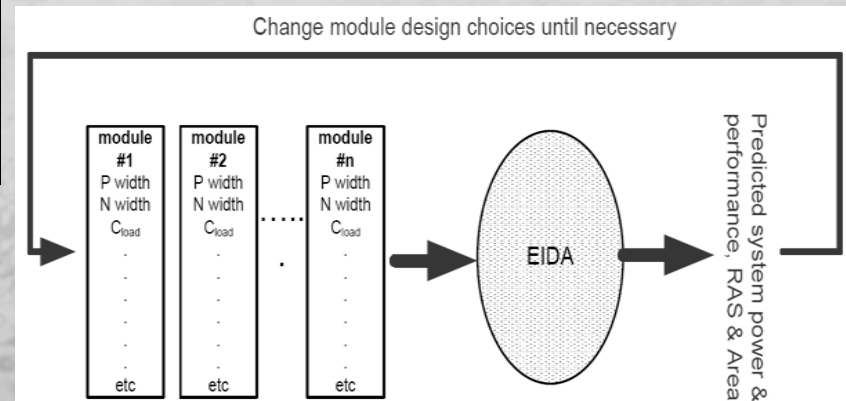 Change module design choices until necessary
module
#1
P width
N width
Cload
.
.
.
.
.
.
etc
module
#2
P width
N width
Cload
.
.
.
.
.
.
etc
.....
.
module
#n
P width
N width
Cload
.
.
.
.
.
.
etc
EIDA
Predicted system power &
performance, RAS & Area